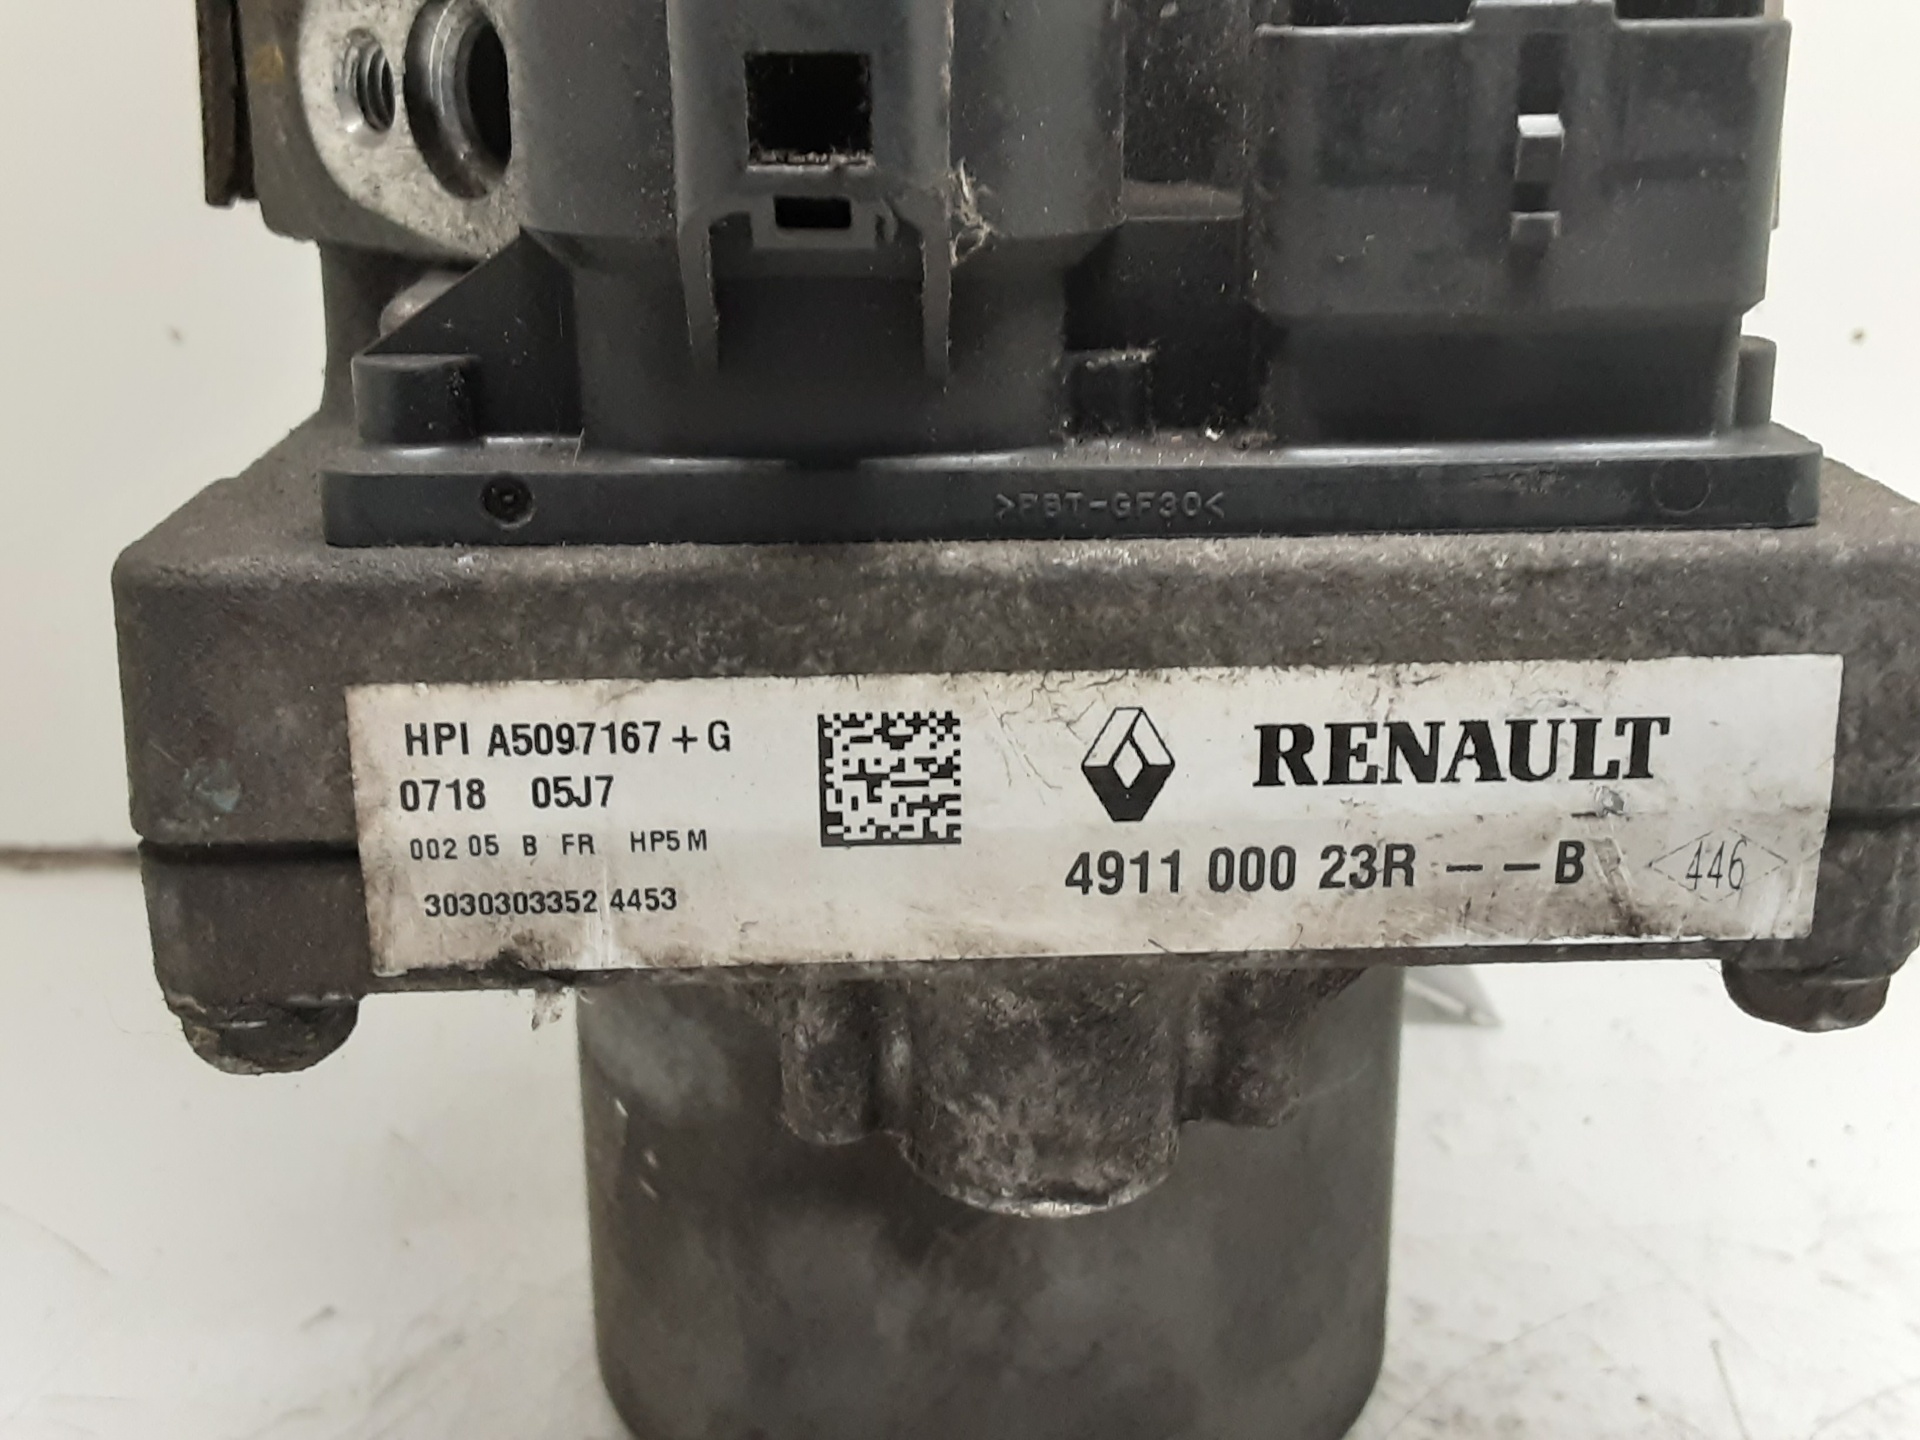 >PBT-GF30<
HPI A5097167+G
0718 05J7
002 05 B FR HP5 M
3030303352 4453
RENAULT
4911 000 23R -- B
446